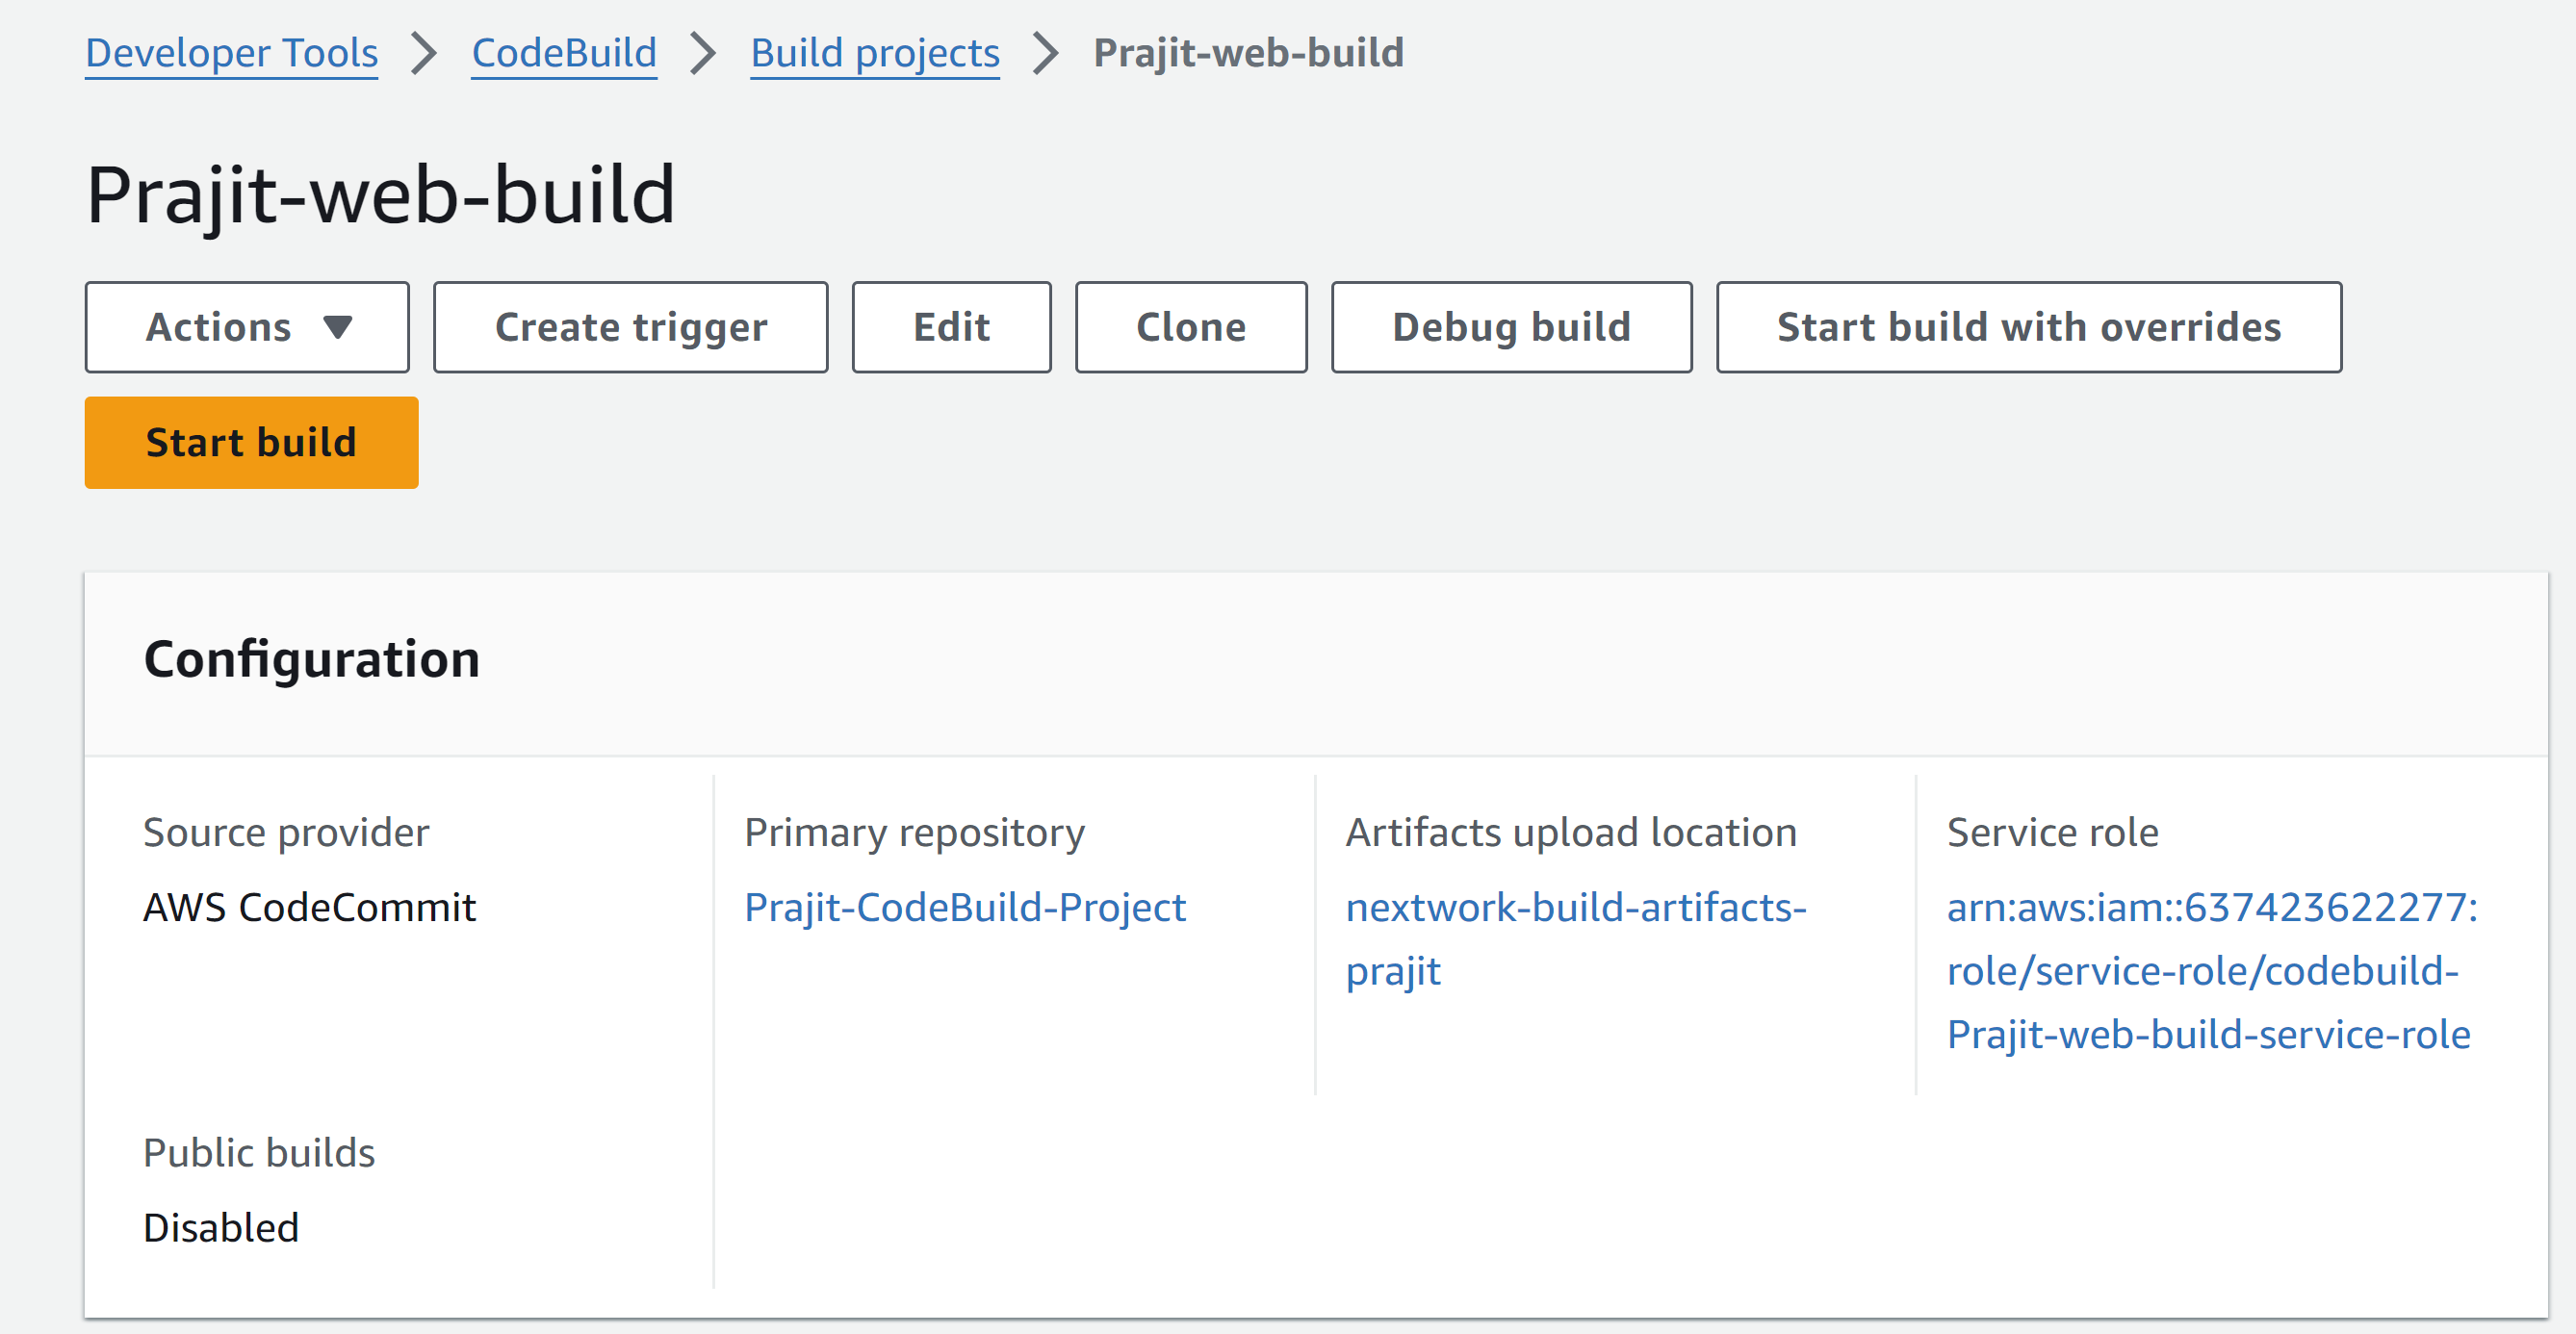 Developer Tools > CodeBuild > Build projects > Prajit-web-build
Prajit-web-build
Actions ▼ Create trigger Edit Clone Debug build Start build with overrides
Start build
Configuration
Source provider
AWS CodeCommit
Primary repository
Prajit-CodeBuild-Project
Artifacts upload location
nextwork-build-artifacts-
prajit
Service role
arn:aws:iam::637423622277:
role/service-role/codebuild-
Prajit-web-build-service-role
Public builds
Disabled